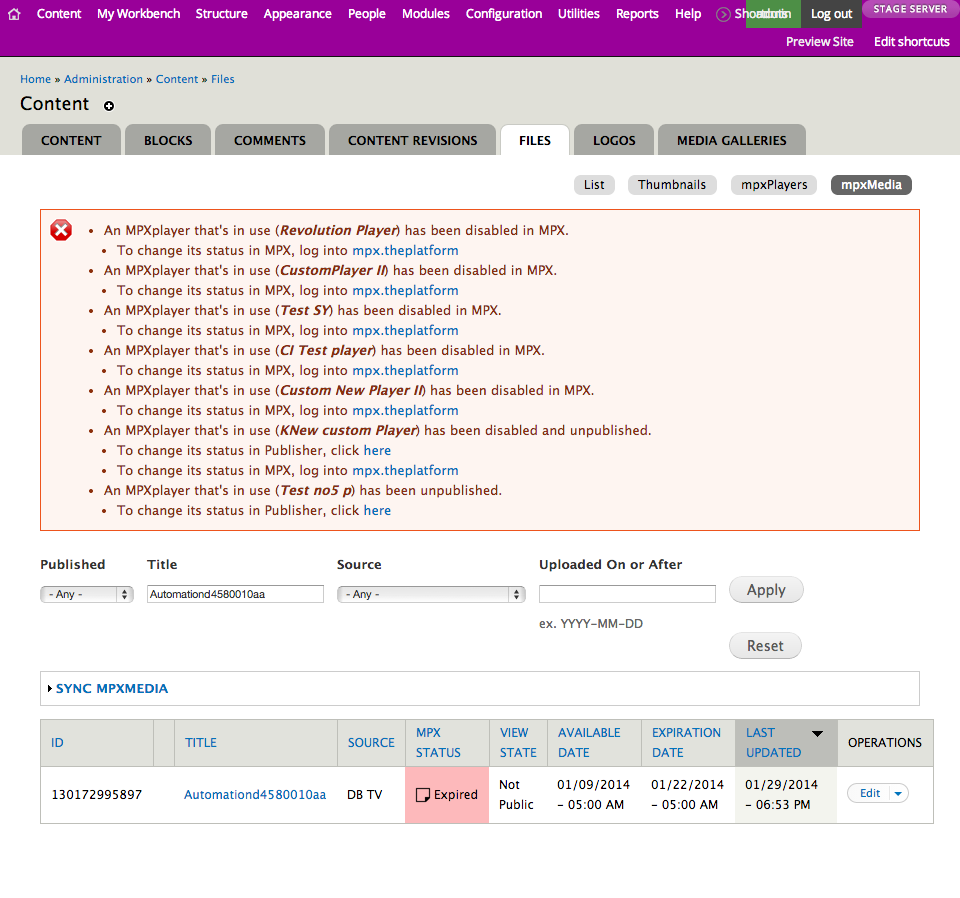 Content My Workbench Structure Appearance People Modules Configuration Utilities Reports Help Shortcuts admin Log out STAGE SERVER
Preview Site Edit shortcuts
Home » Administration » Content » Files
Content
CONTENT BLOCKS COMMENTS CONTENT REVISIONS FILES LOGOS MEDIA GALLERIES
List Thumbnails mpxPlayers mpxMedia
• An MPXplayer that's in use (Revolution Player) has been disabled in MPX.
• To change its status in MPX, log into mpx.theplatform
• An MPXplayer that's in use (CustomPlayer II) has been disabled in MPX.
• To change its status in MPX, log into mpx.theplatform
• An MPXplayer that's in use (Test SY) has been disabled in MPX.
• To change its status in MPX, log into mpx.theplatform
• An MPXplayer that's in use (CI Test player) has been disabled in MPX.
• To change its status in MPX, log into mpx.theplatform
• An MPXplayer that's in use (Custom New Player II) has been disabled in MPX.
• To change its status in MPX, log into mpx.theplatform
• An MPXplayer that's in use (KNew custom Player) has been disabled and unpublished.
• To change its status in Publisher, click here
• To change its status in MPX, log into mpx.theplatform
• An MPXplayer that's in use (Test no5 p) has been unpublished.
• To change its status in Publisher, click here
Published Title Source Uploaded On or After
- Any - Automationd4580010aa - Any - Apply
ex. YYYY-MM-DD
Reset
SYNC MPXMEDIA
ID TITLE SOURCE MPX STATUS VIEW STATE AVAILABLE DATE EXPIRATION DATE LAST UPDATED OPERATIONS
130172995897 Automationd4580010aa DB TV Expired Not Public 01/09/2014 - 05:00 AM 01/22/2014 - 05:00 AM 01/29/2014 - 06:53 PM Edit